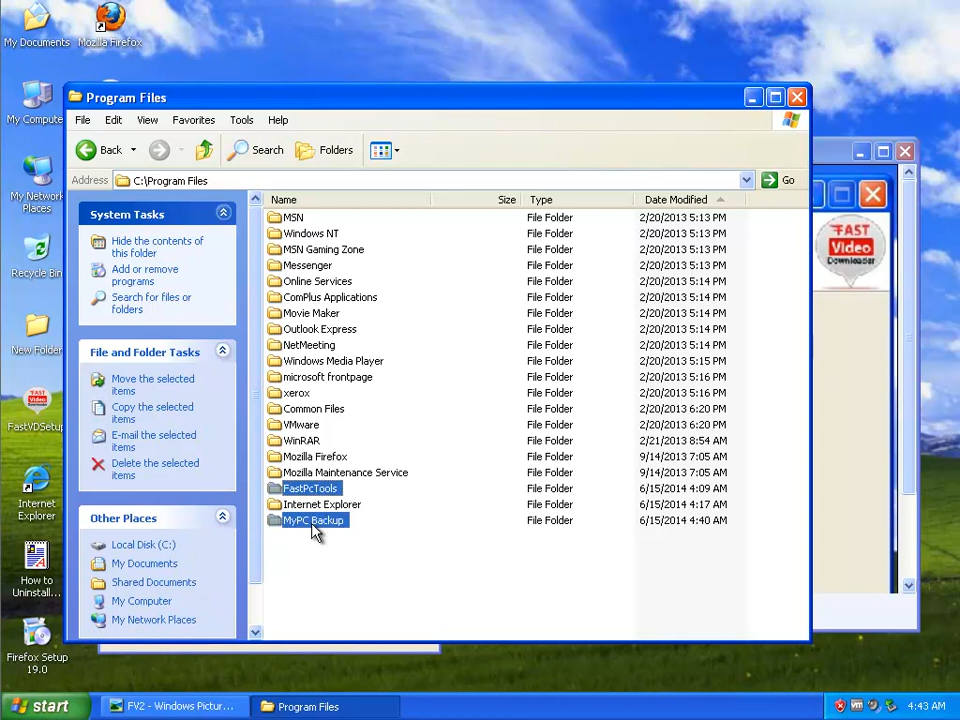 My Documents
Mozilla Firefox
My Compute
My Network
Places
Recycle Bin
New Folder
FastVDSetup
Internet
Explorer
How to
Uninstall...
Firefox Setup
19.0
Program Files
File Edit View Favorites Tools Help
Back Search Folders
Address C:\Program Files Go
System Tasks
Hide the contents of
this folder
Add or remove
programs
Search for files or
folders
File and Folder Tasks
Move the selected
items
Copy the selected
items
E-mail the selected
items
Delete the selected
items
Other Places
Local Disk (C:)
My Documents
Shared Documents
My Computer
My Network Places
Name Size Type Date Modified
MSN File Folder 2/20/2013 5:13 PM
Windows NT File Folder 2/20/2013 5:13 PM
MSN Gaming Zone File Folder 2/20/2013 5:13 PM
Messenger File Folder 2/20/2013 5:13 PM
Online Services File Folder 2/20/2013 5:14 PM
ComPlus Applications File Folder 2/20/2013 5:14 PM
Movie Maker File Folder 2/20/2013 5:14 PM
Outlook Express File Folder 2/20/2013 5:14 PM
NetMeeting File Folder 2/20/2013 5:14 PM
Windows Media Player File Folder 2/20/2013 5:15 PM
microsoft frontpage File Folder 2/20/2013 5:16 PM
xerox File Folder 2/20/2013 5:16 PM
Common Files File Folder 2/20/2013 6:20 PM
VMware File Folder 2/20/2013 6:20 PM
WinRAR File Folder 2/21/2013 8:54 AM
Mozilla Firefox File Folder 9/14/2013 7:05 AM
Mozilla Maintenance Service File Folder 9/14/2013 7:05 AM
FastPcTools File Folder 6/15/2014 4:09 AM
Internet Explorer File Folder 6/15/2014 4:17 AM
MyPC Backup File Folder 6/15/2014 4:40 AM
FAST
Video
Downloader
start
FV2 - Windows Pictur...
Program Files
4:43 AM